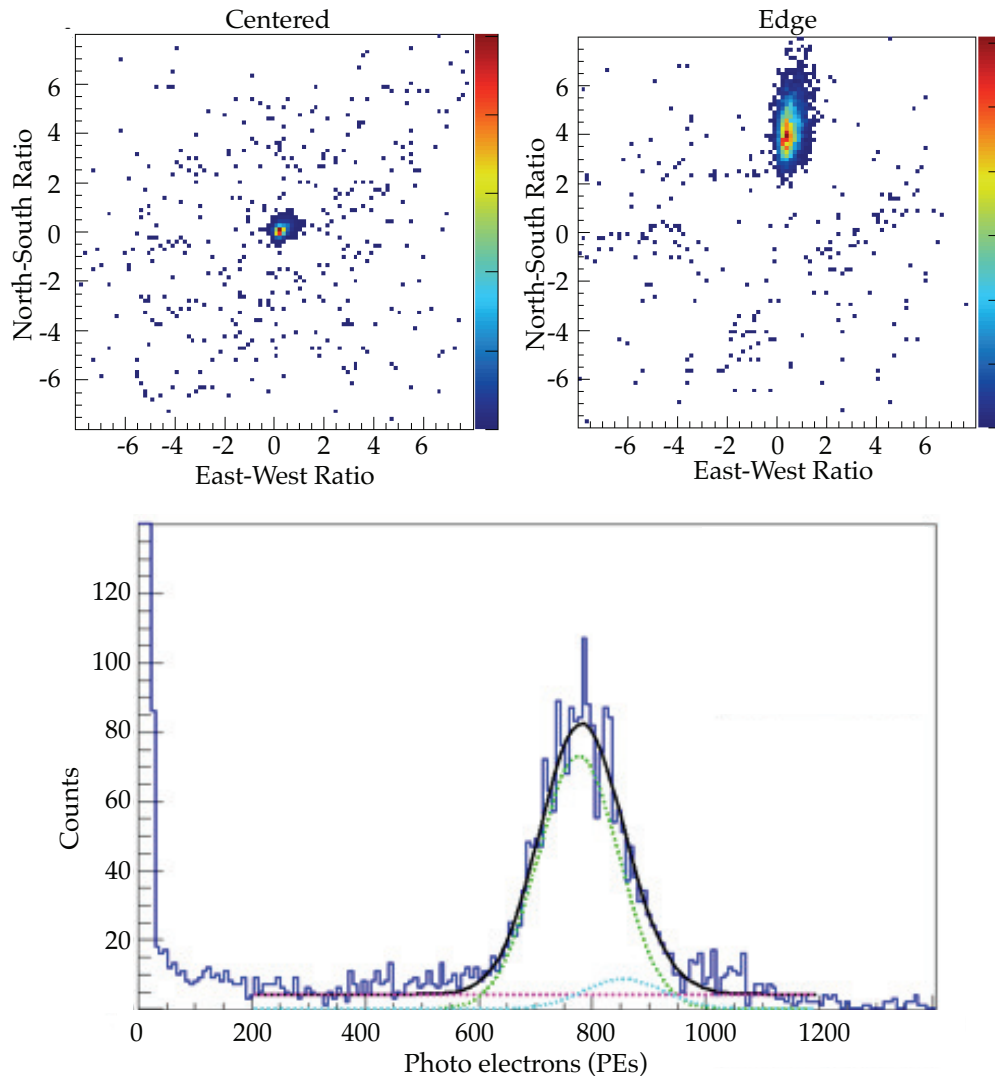 Centered
Edge
North-South Ratio
6
4
2
0
-2
-4
-6
-6 -4 -2 0 2 4 6
East-West Ratio
North-South Ratio
6
4
2
0
-2
-4
-6
-6 -4 -2 0 2 4 6
East-West Ratio
Counts
120
100
80
60
40
20
0 200 400 600 800 1000 1200
Photo electrons (PEs)